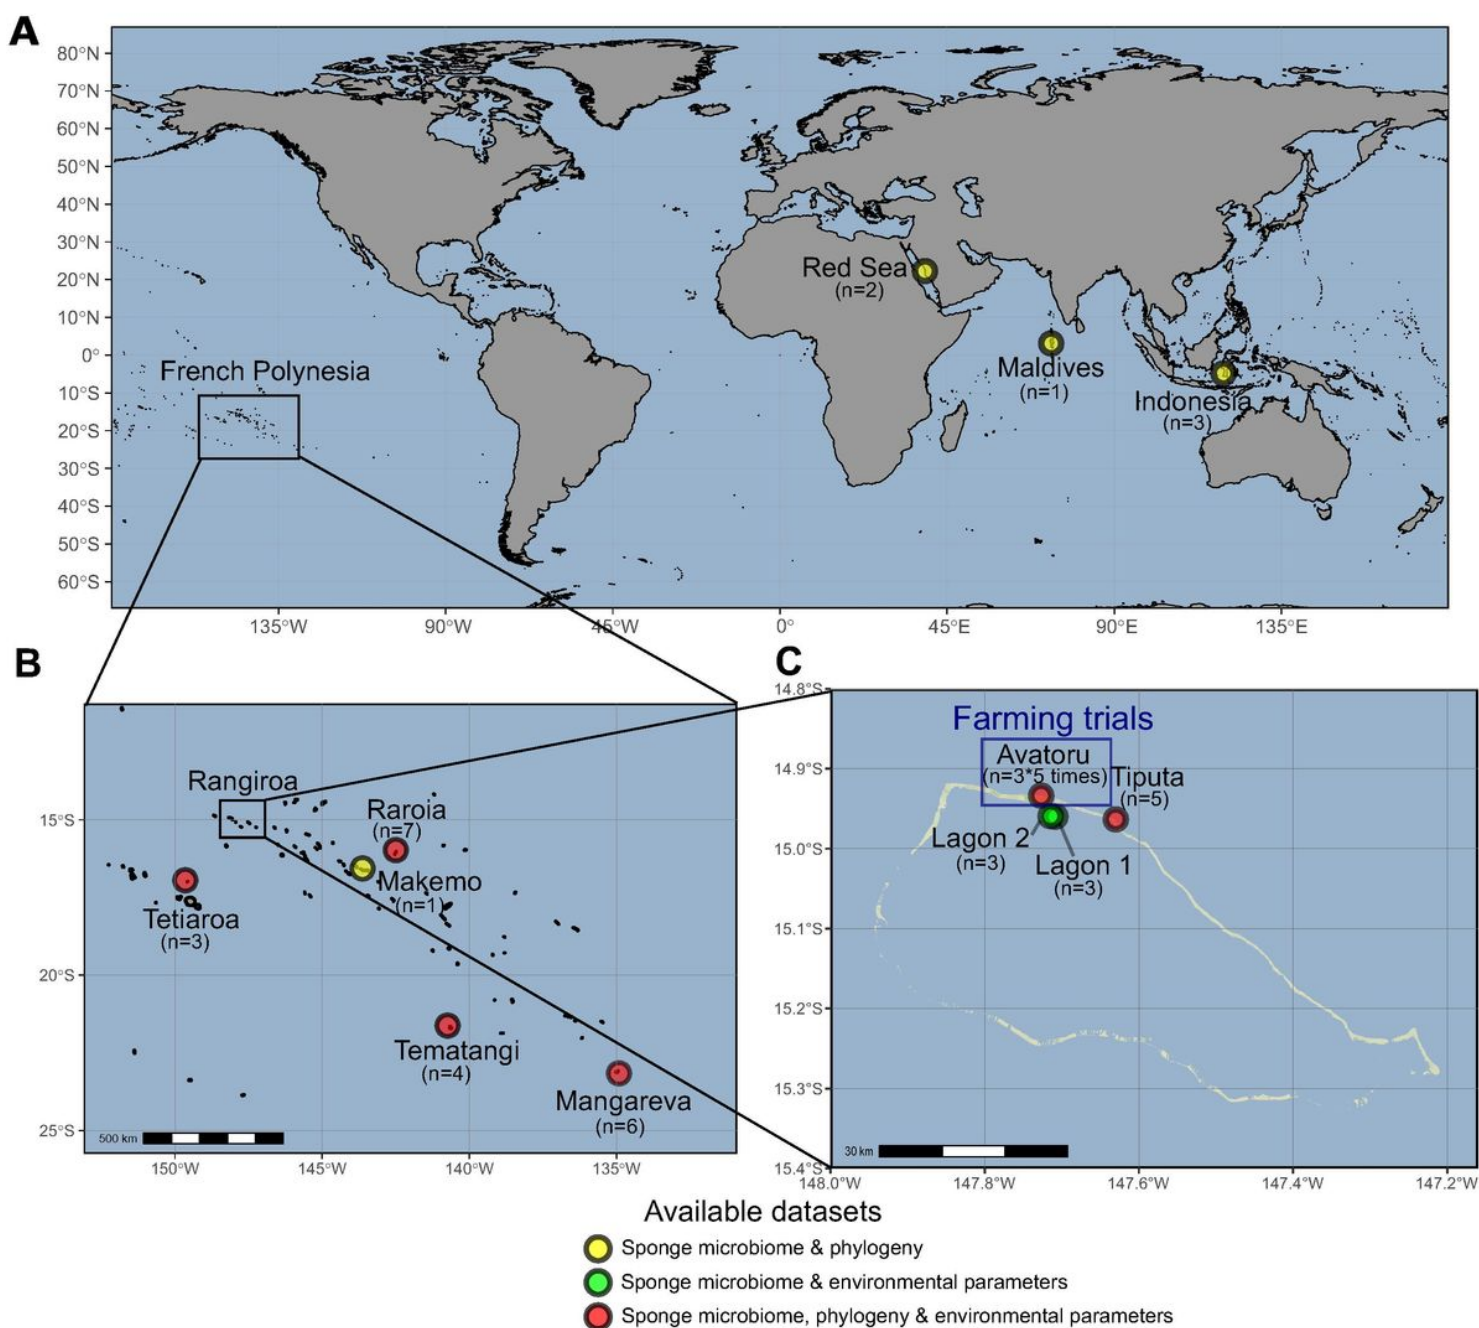 A
80°N
70°N
60°N
50°N
40°N
30°N
20°N
10°N
0°
10°S
20°S
30°S
40°S
50°S
60°S
Red Sea
(n=2)
Maldives
(n=1)
Indonesia
(n=3)
French Polynesia
135°W
90°W
45°W
0°
45°E
90°E
135°E
B
Rangiroa
Raroia
(n=7)
Makemo
(n=1)
Tetiaroa
(n=3)
Tematangi
(n=4)
Mangareva
(n=6)
15°S
20°S
25°S
500 km
150°W
145°W
140°W
135°W
C
14.8°S
14.9°S
15.0°S
15.1°S
15.2°S
15.3°S
15.4°S
Farming trials
Avatoru
(n=3*5 times)
Tiputa
(n=5)
Lagon 2
(n=3)
Lagon 1
(n=3)
30 km
148.0°W
147.8°W
147.6°W
147.4°W
147.2°W
Available datasets
Sponge microbiome & phylogeny
Sponge microbiome & environmental parameters
Sponge microbiome, phylogeny & environmental parameters